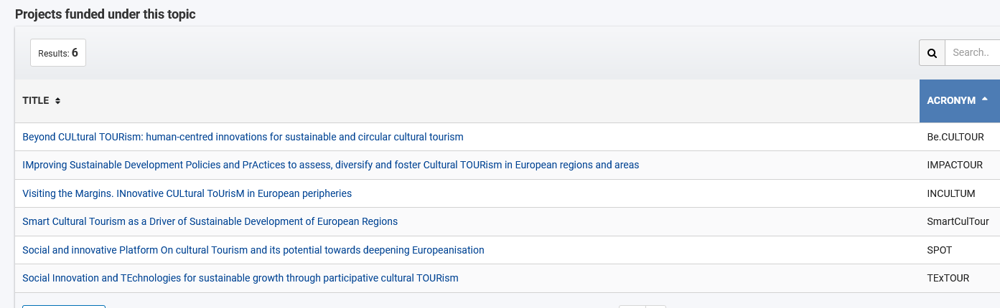 Projects funded under this topic
Results: 6
Search..
TITLE
ACRONYM
Beyond CULtural TOURism: human-centred innovations for sustainable and circular cultural tourism
Be.CULTOUR
IMproving Sustainable Development Policies and PrActices to assess, diversify and foster Cultural TOURism in European regions and areas
IMPACTOUR
Visiting the Margins. INnovative CULtural ToUrisM in European peripheries
INCULTUM
Smart Cultural Tourism as a Driver of Sustainable Development of European Regions
SmartCulTour
Social and innovative Platform On cultural Tourism and its potential towards deepening Europeanisation
SPOT
Social Innovation and TEchnologies for sustainable growth through participative cultural TOURism
TExTOUR